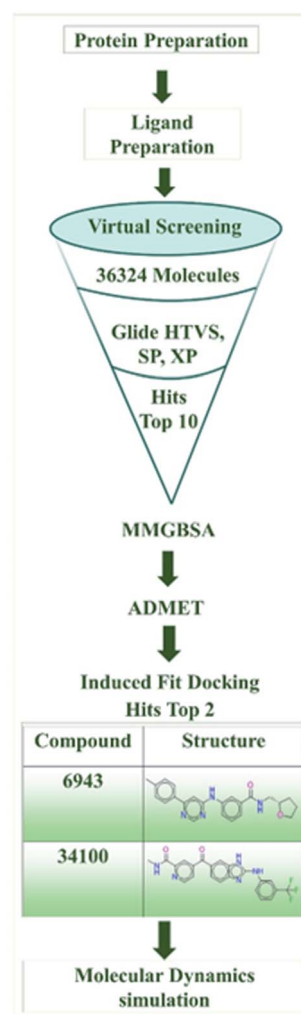 Protein Preparation
Ligand
Preparation
Virtual Screening
36324 Molecules
Glide HTVS,
SP, XP
Hits
Top 10
MMGBSA
ADMET
Induced Fit Docking
Hits Top 2
Compound Structure
6943
34100
Molecular Dynamics
simulation